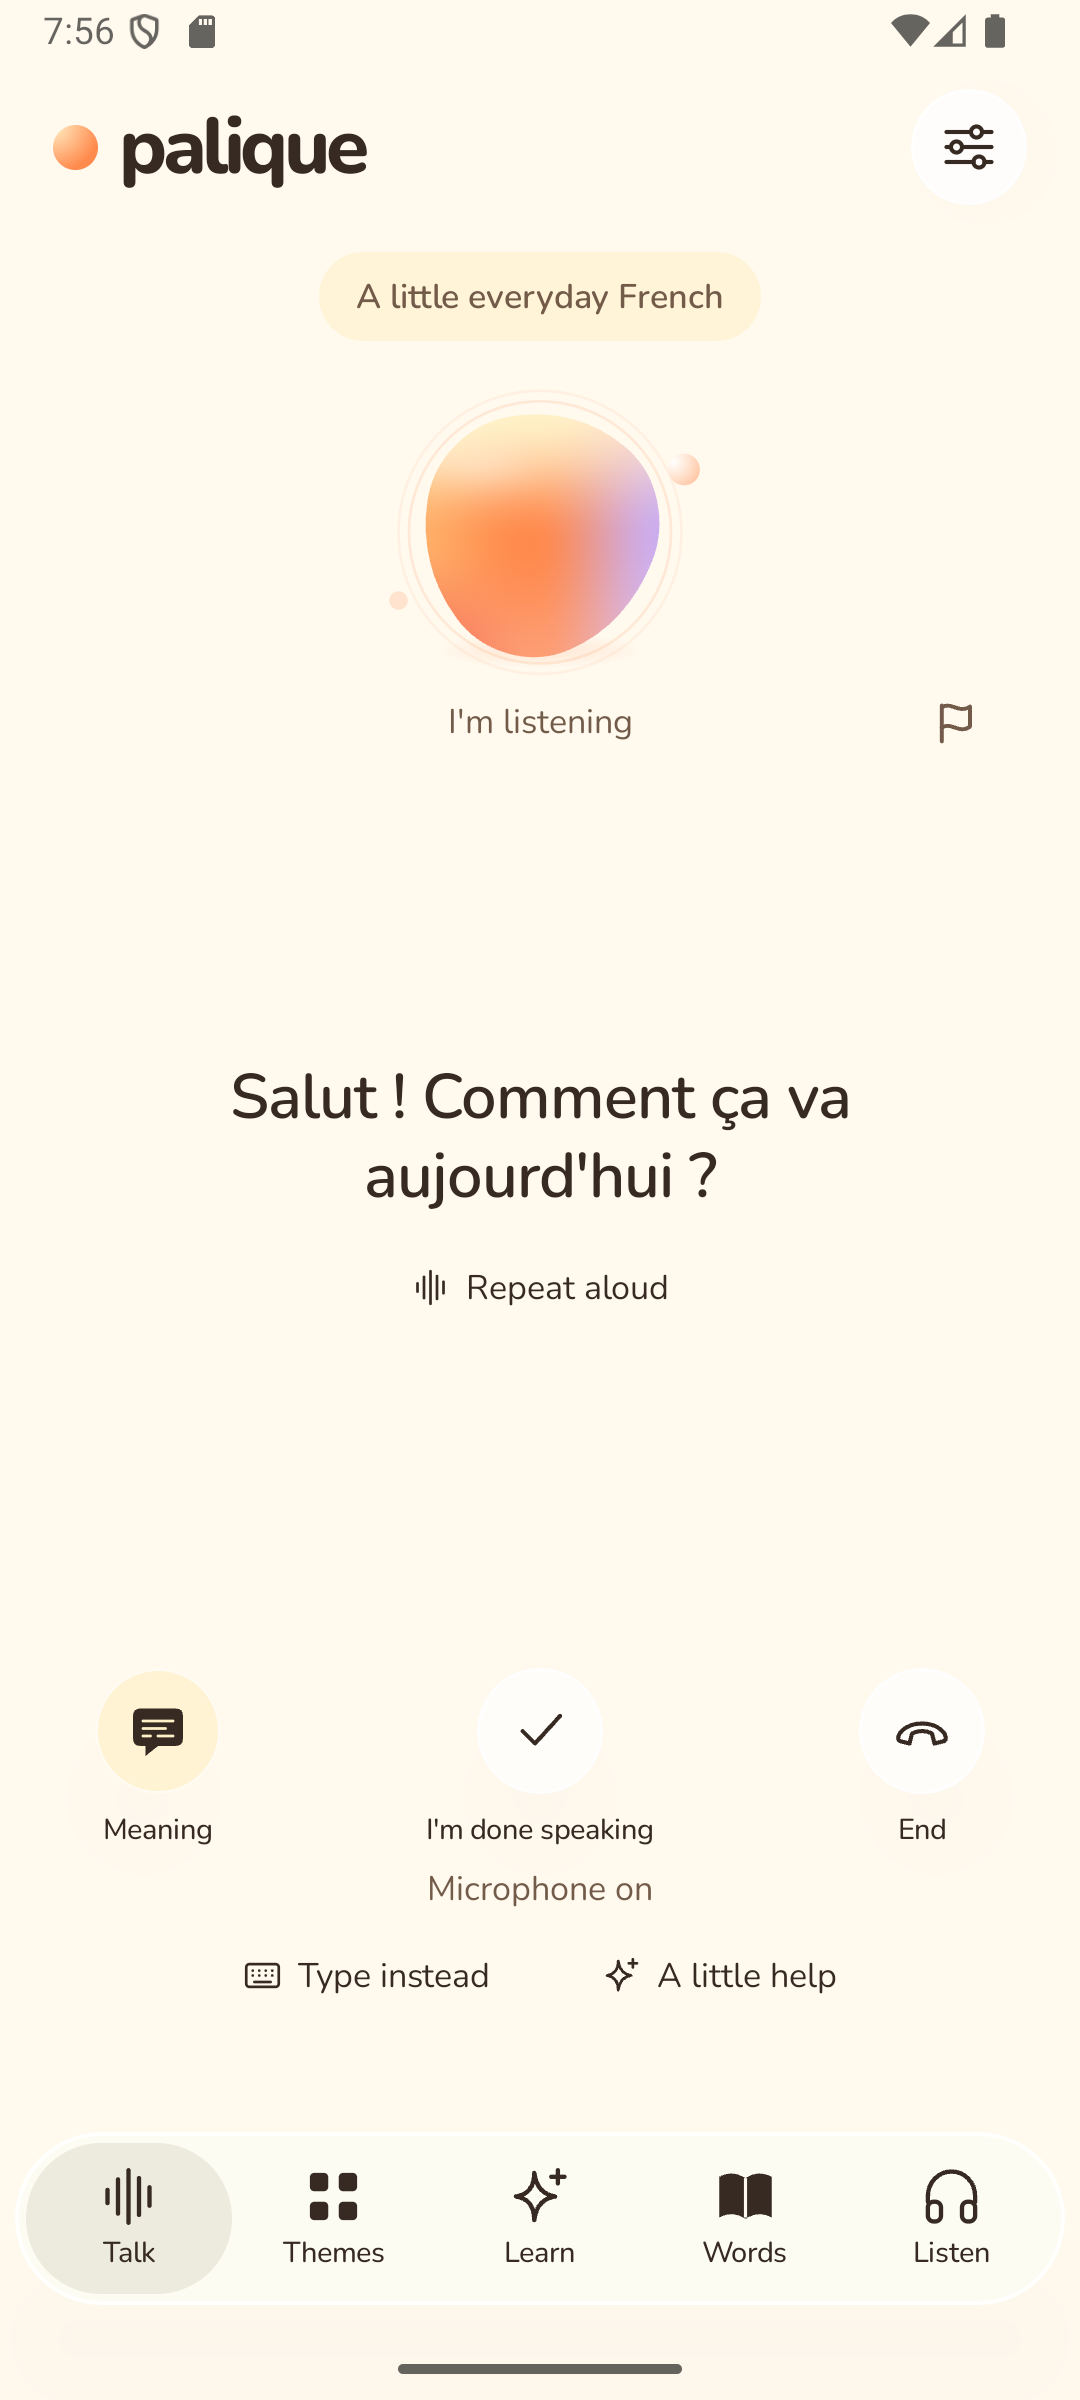 7:56
palique
A little everyday French
I'm listening
Salut ! Comment ça va
aujourd'hui ?
Repeat aloud
Meaning
I'm done speaking
End
Microphone on
Type instead
A little help
Talk
Themes
Learn
Words
Listen